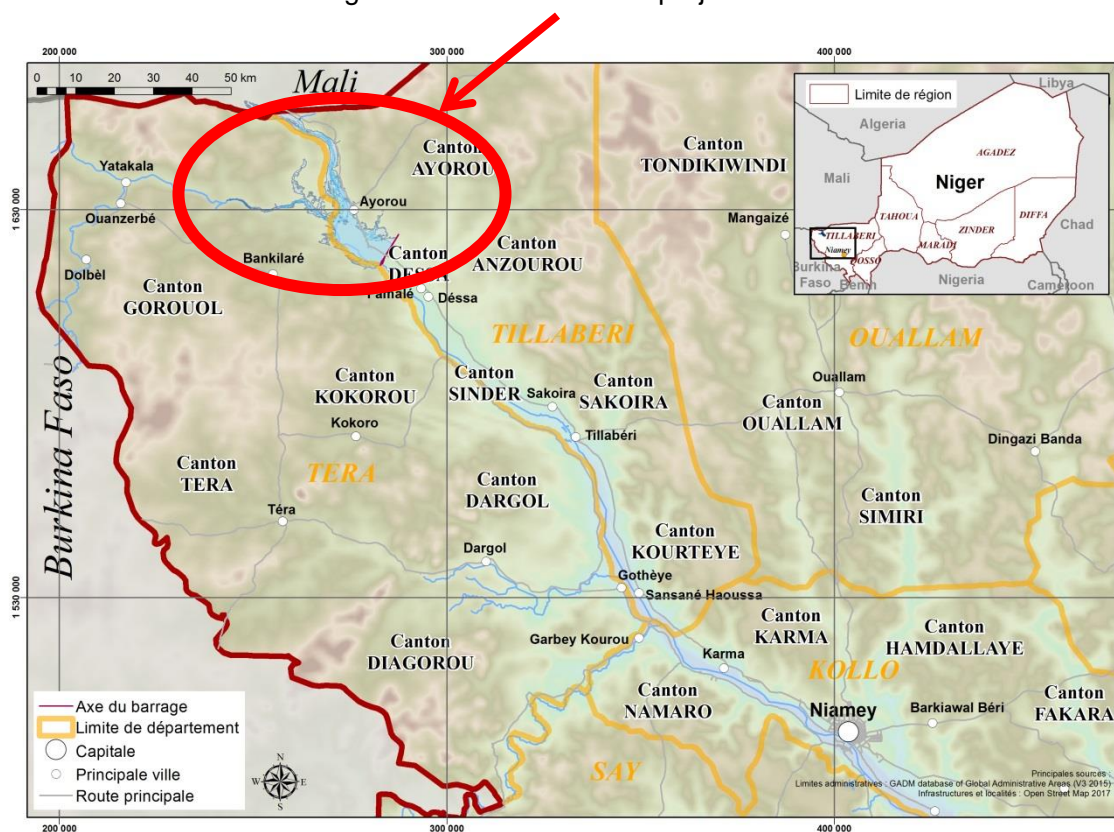 200 000
300 000
400 000
0 10 20 30 40 50 km
Mali
Limite de région
Libya
Algeria
AGADEZ
Mali
Niger
TAHOUA
DIFFA
ZINDER
Chad
TILLABERI
MARADI
Niamey
DOSSO
Burkina
Faso
Benin
Nigeria
Cameroon
Canton
AYOROU
Canton
TONDIKIWINDI
Yatakala
Ayorou
Ouanzerbé
1 630 000
Mangaizé
Bankilaré
Canton
DESSA
Canton
ANZOUROU
Dolbèl
Canton
GOROUOL
Déssa
TILLABERI
OUALLAM
Burkina Faso
Canton
KOKOROU
Canton
SINDER
Sakoira
Canton
SAKOIRA
Ouallam
Canton
OUALLAM
Kokoro
Tillabéri
Dingazi Banda
Canton
TERA
TERA
Canton
DARGOL
Canton
SIMIRI
Téra
Canton
KOURTEYE
Dargol
Gothèye
Sansané Haoussa
1 530 000
Canton
KARMA
Canton
HAMDALLAYE
Garbey Kourou
Canton
DIAGOROU
Karma
KOLLO
Canton
NAMARO
Niamey
Barkiawal Béri
Canton
FAKARA
SAY
Axe du barrage
Limite de département
Capitale
Principale ville
Route principale
N
W E
S
Principales sources :
Limites administratives : GADM database of Global Administrative Areas (V3 2015)
Infrastructures et localités : Open Street Map 2017
200 000
300 000
400 000